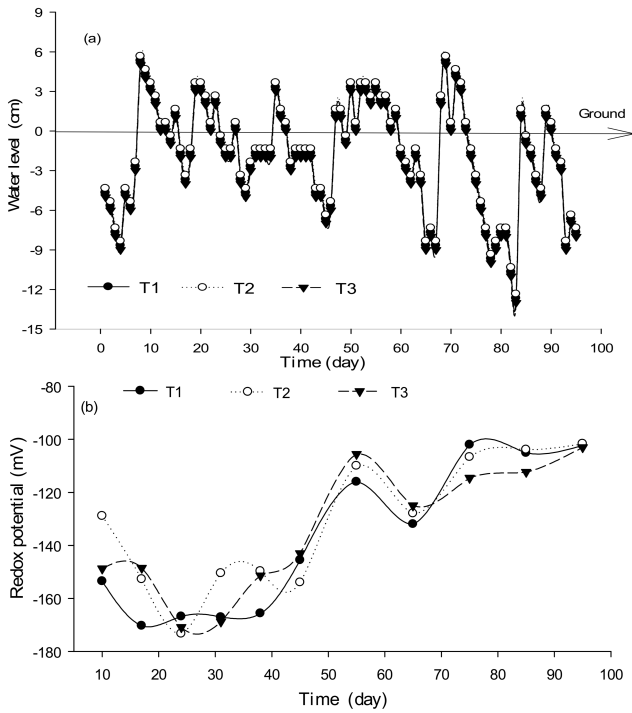 (a)
9
6
3
0
-3
-6
-9
-12
-15
Water level (cm)
Ground
T1 T2 T3
0 10 20 30 40 50 60 70 80 90 100
Time (day)
(b)
T1 T2 T3
-80
-100
-120
-140
-160
-180
Redox potential (mV)
10 20 30 40 50 60 70 80 90 100
Time (day)